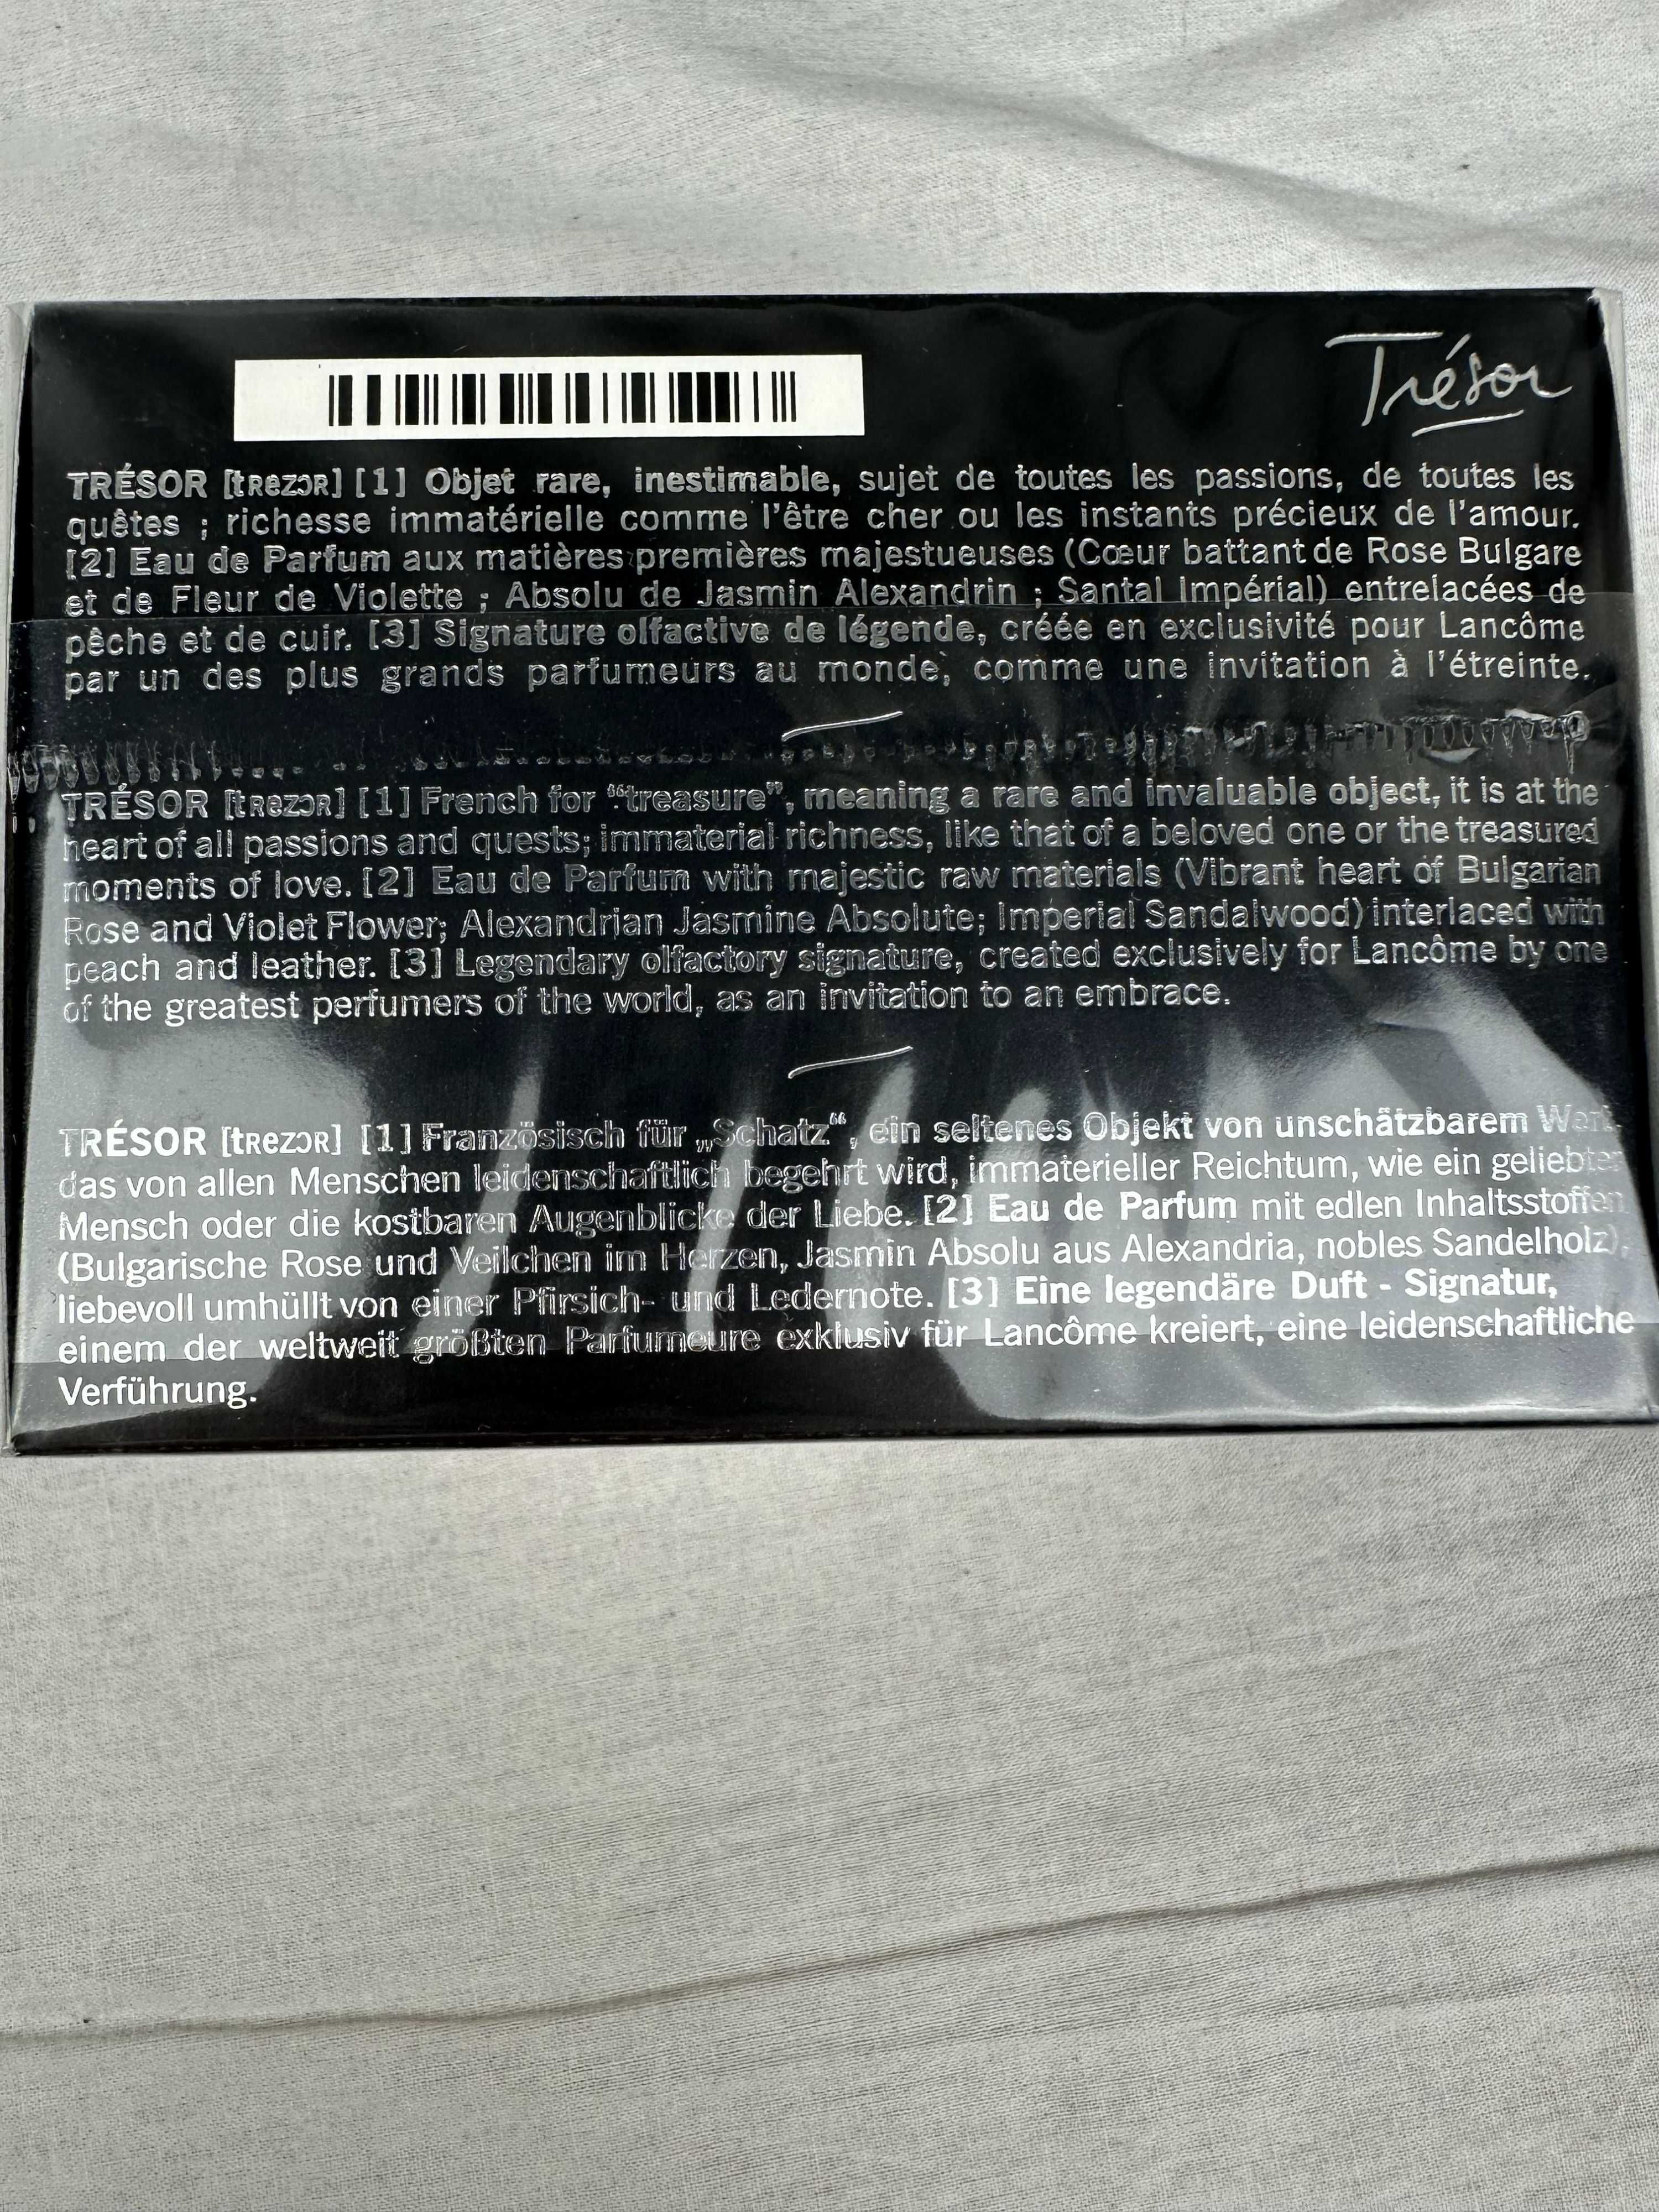 Trésor
TRÉSOR [tRezɔR] [1] Objet rare, inestimable, sujet de toutes les passions, de toutes les
quêtes ; richesse immatérielle comme l'être cher ou les instants précieux de l'amour.
[2] Eau de Parfum aux matières premières majestueuses (Cœur battant de Rose Bulgare
et de Fleur de Violette ; Absolu de Jasmin Alexandrin ; Santal Impérial) entrelacées de
pêche et de cuir. [3] Signature olfactive de légende, créée en exclusivité pour Lancôme
par un des plus grands parfumeurs au monde, comme une invitation à l'étreinte.
TRÉSOR [tRezɔR] [1] French for “treasure”, meaning a rare and invaluable object, it is at the
heart of all passions and quests; immaterial richness, like that of a beloved one or the treasured
moments of love. [2] Eau de Parfum with majestic raw materials (Vibrant heart of Bulgarian
Rose and Violet Flower; Alexandrian Jasmine Absolute; Imperial Sandalwood) interlaced with
peach and leather. [3] Legendary olfactory signature, created exclusively for Lancôme by one
of the greatest perfumers of the world, as an invitation to an embrace.
TRÉSOR [tRezɔR] [1] Französisch für „Schatz“, ein seltenes Objekt von unschätzbarem Wert,
das von allen Menschen leidenschaftlich begehrt wird, immaterieller Reichtum, wie ein geliebter
Mensch oder die kostbaren Augenblicke der Liebe. [2] Eau de Parfum mit edlen Inhaltsstoffen
(Bulgarische Rose und Veilchen im Herzen, Jasmin Absolu aus Alexandria, nobles Sandelholz),
liebevoll umhüllt von einer Pfirsich- und Ledernote. [3] Eine legendäre Duft - Signatur,
einem der weltweit größten Parfumeure exklusiv für Lancôme kreiert, eine leidenschaftliche
Verführung.